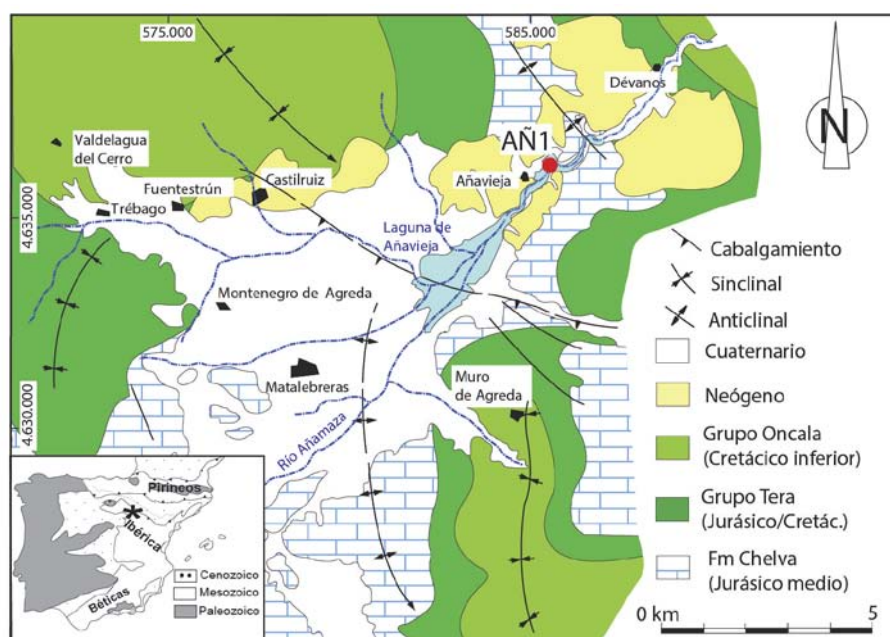 575.000
585.000
Dévanos
N
AÑ1
Valdelagua
del Cerro
Fuentestrún
Castilruiz
Añavieja
Trébago
4.635.000
Laguna de
Añavieja
Montenegro de Agreda
Matalebreras
Muro
de Agreda
4.630.000
Río Añamaza
Cabalgamiento
Sinclinal
Anticlinal
Cuaternario
Neógeno
Grupo Oncala
(Cretácico inferior)
Grupo Tera
(Jurásico/Cretác.)
Fm Chelva
(Jurásico medio)
0 km
5
Pirineos
Ibérica
Béticas
Cenozoico
Mesozoico
Paleozoico